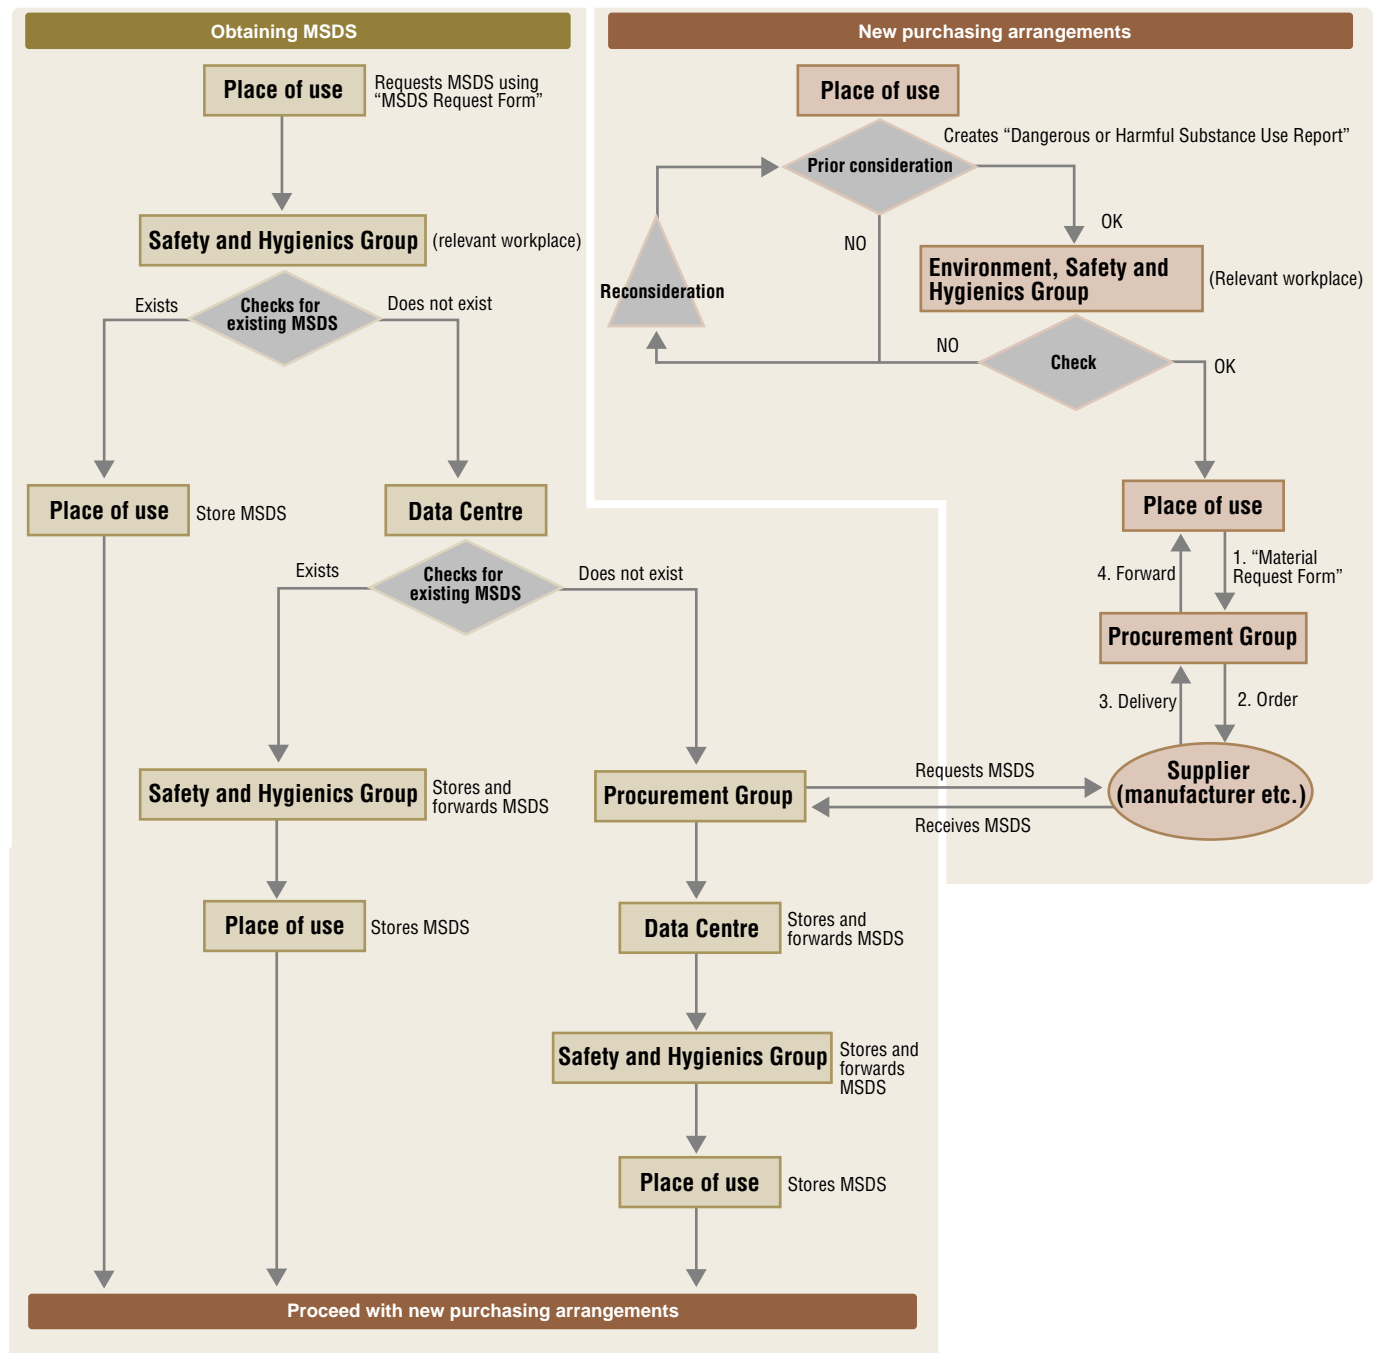 Obtaining MSDS
Place of use
Requests MSDS using
“MSDS Request Form”
Safety and Hygienics Group
(relevant workplace)
Exists
Checks for
existing MSDS
Does not exist
Place of use
Store MSDS
Data Centre
Exists
Checks for
existing MSDS
Does not exist
Safety and Hygienics Group
Stores and
forwards MSDS
Procurement Group
Requests MSDS
Receives MSDS
Place of use
Stores MSDS
Data Centre
Stores and
forwards MSDS
Safety and Hygienics Group
Stores and
forwards
MSDS
Place of use
Stores MSDS
Proceed with new purchasing arrangements
New purchasing arrangements
Place of use
Creates “Dangerous or Harmful Substance Use Report”
Prior consideration
OK
NO
Reconsideration
Environment, Safety and
Hygienics Group
(Relevant workplace)
NO
Check
OK
Place of use
4. Forward
1. “Material
Request Form”
Procurement Group
3. Delivery
2. Order
Supplier
(manufacturer etc.)